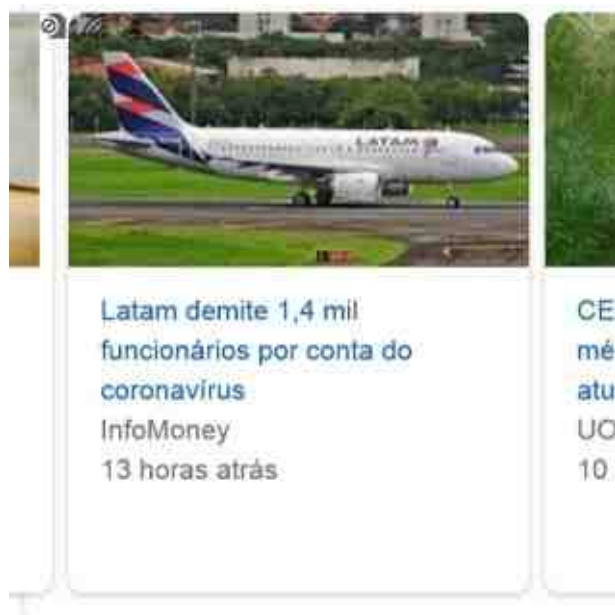 LATAM
Latam demite 1,4 mil
funcionários por conta do
coronavírus
InfoMoney
13 horas atrás
CE
mé
atu
UO
10